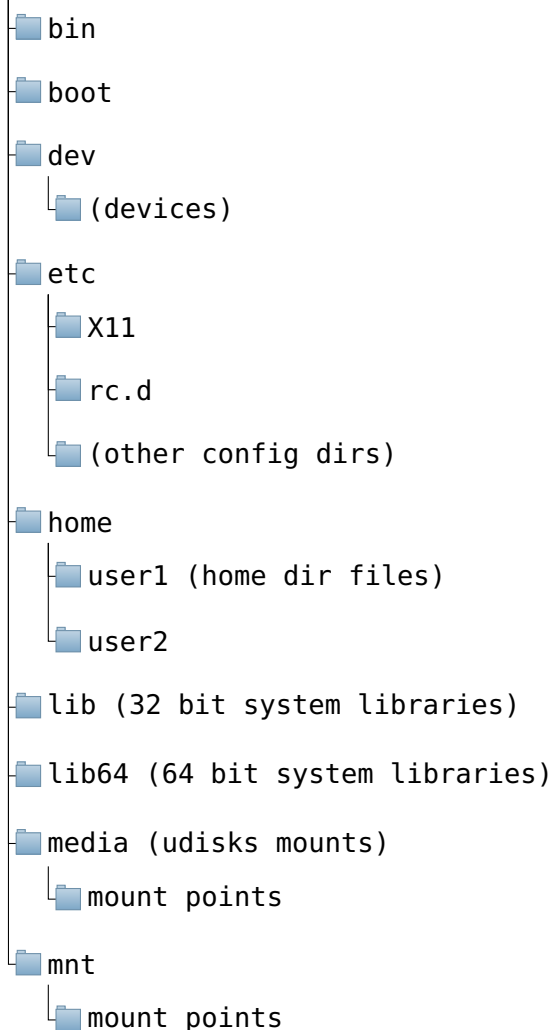 bin
boot
dev
(devices)
etc
X11
rc.d
(other config dirs)
home
user1 (home dir files)
user2
lib (32 bit system libraries)
lib64 (64 bit system libraries)
media (udisks mounts)
mount points
mnt
mount points